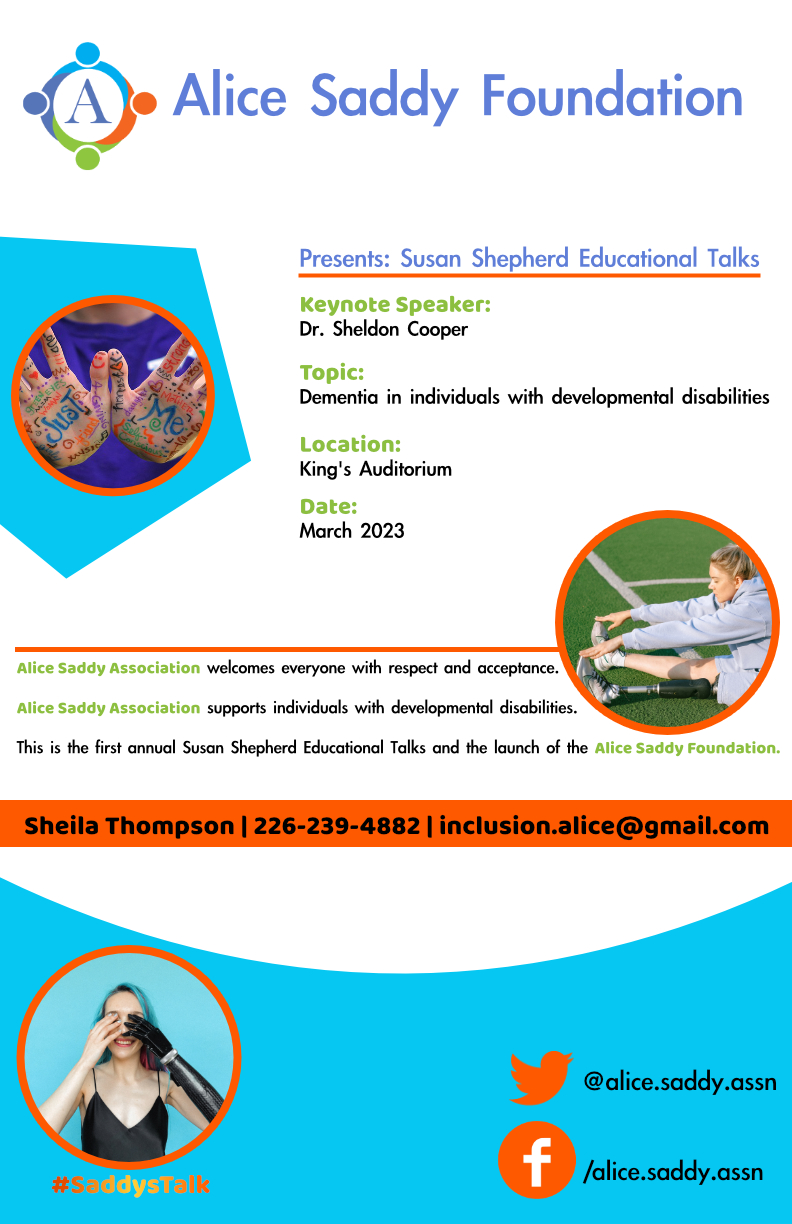 A
Alice Saddy Foundation
Presents: Susan Shepherd Educational Talks
Keynote Speaker:
Dr. Sheldon Cooper
Topic:
Dementia in individuals with developmental disabilities
Location:
King's Auditorium
Date:
March 2023
Just
Me
Strong
Alice Saddy Association welcomes everyone with respect and acceptance.
Alice Saddy Association supports individuals with developmental disabilities.
This is the first annual Susan Shepherd Educational Talks and the launch of the Alice Saddy Foundation.
Sheila Thompson | 226-239-4882 | inclusion.alice@gmail.com
@alice.saddy.assn
/alice.saddy.assn
#SaddysTalk